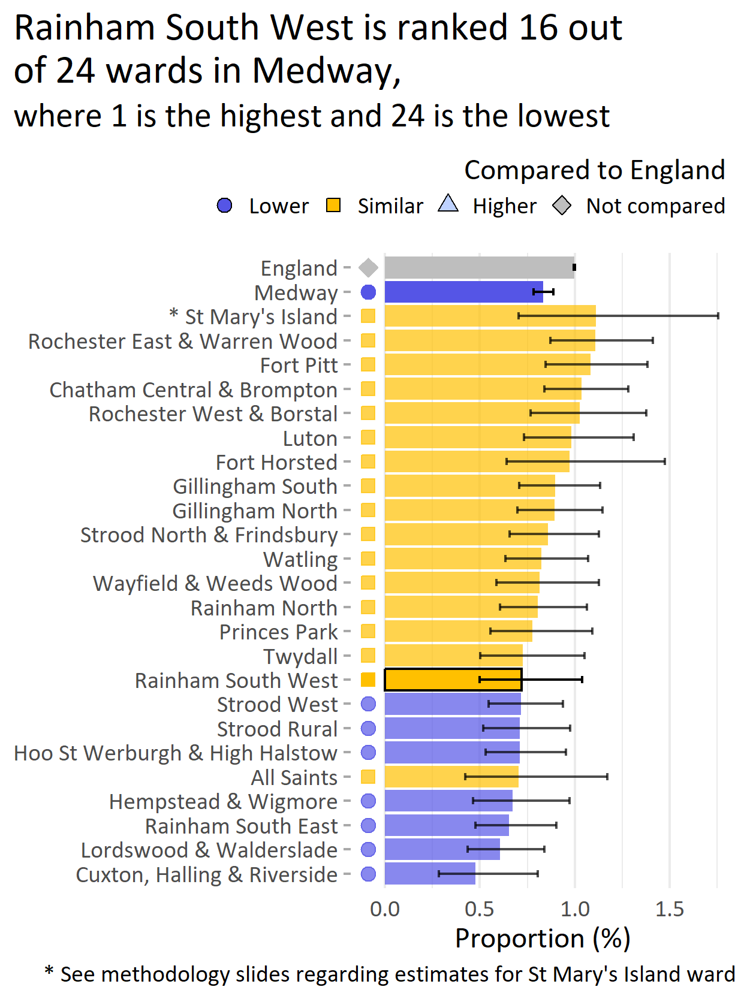 Rainham South West is ranked 16 out
of 24 wards in Medway,
where 1 is the highest and 24 is the lowest
Compared to England
Lower Similar Higher Not compared
England
Medway
* St Mary's Island
Rochester East & Warren Wood
Fort Pitt
Chatham Central & Brompton
Rochester West & Borstal
Luton
Fort Horsted
Gillingham South
Gillingham North
Strood North & Frindsbury
Watling
Wayfield & Weeds Wood
Rainham North
Princes Park
Twydall
Rainham South West
Strood West
Strood Rural
Hoo St Werburgh & High Halstow
All Saints
Hempstead & Wigmore
Rainham South East
Lordswood & Walderslade
Cuxton, Halling & Riverside
0.0 0.5 1.0 1.5
Proportion (%)
* See methodology slides regarding estimates for St Mary's Island ward